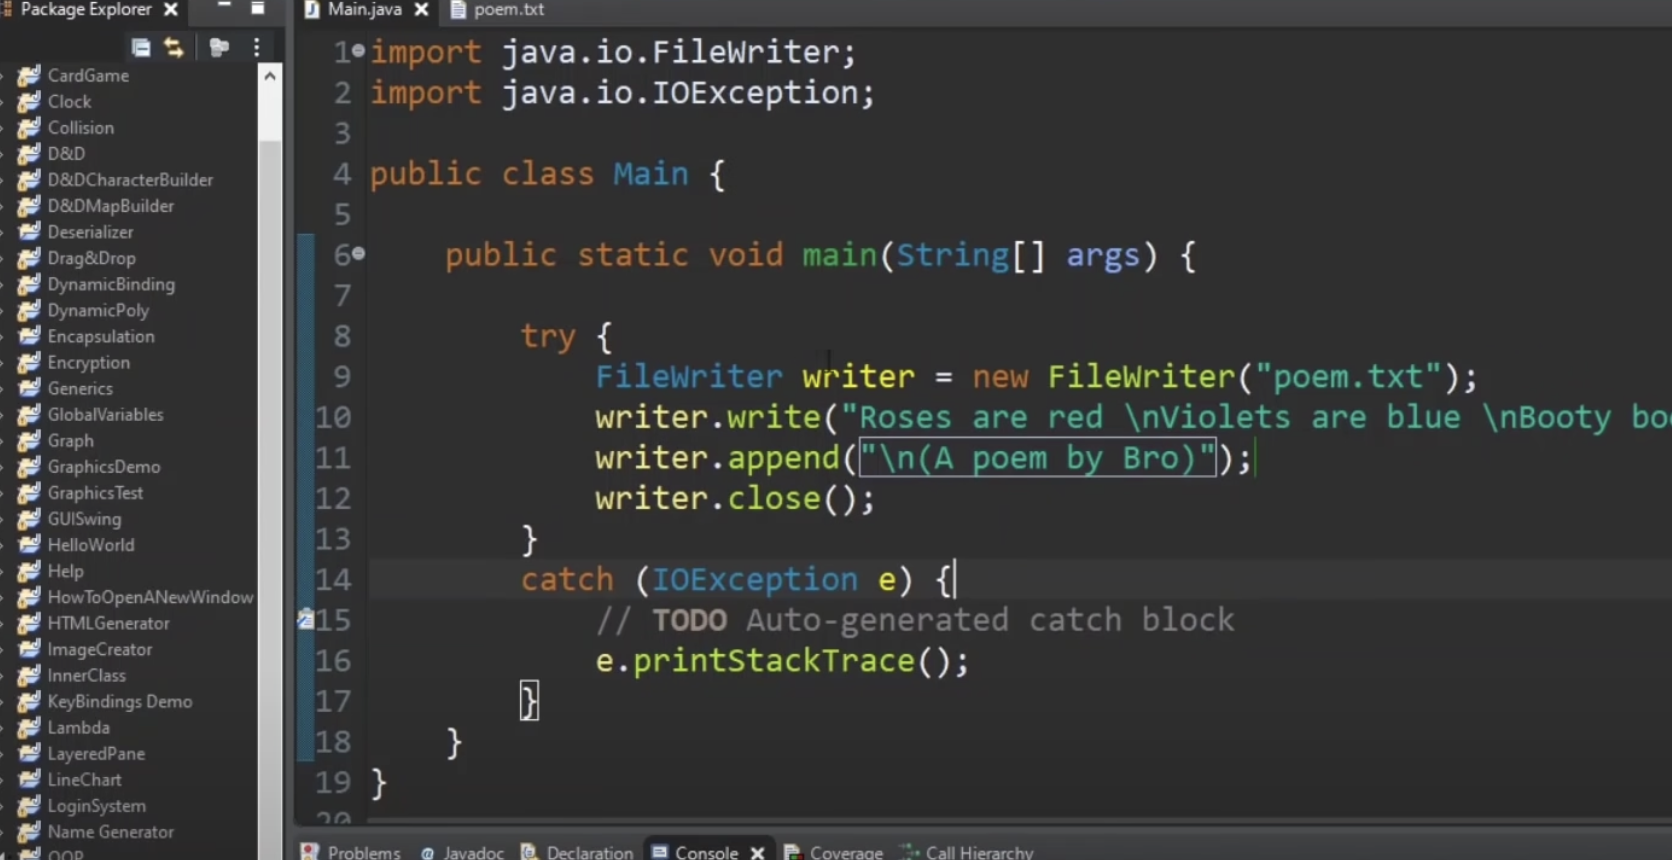 Package Explorer
CardGame
Clock
Collision
D&D
D&DCharacterBuilder
D&DMapBuilder
Deserializer
Drag&Drop
DynamicBinding
DynamicPoly
Encapsulation
Encryption
Generics
GlobalVariables
Graph
GraphicsDemo
GraphicsTest
GUISwing
HelloWorld
Help
HowToOpenANewWindow
HTMLGenerator
ImageCreator
InnerClass
KeyBindings Demo
Lambda
LayeredPane
LineChart
LoginSystem
Name Generator
OOP
Main.java poem.txt
1 import java.io.FileWriter;
2 import java.io.IOException;
3
4 public class Main {
5
6 public static void main(String[] args) {
7
8 try {
9 FileWriter writer = new FileWriter("poem.txt");
10 writer.write("Roses are red \nViolets are blue \nBooty
11 writer.append("\n(A poem by Bro)");
12 writer.close();
13 }
14 catch (IOException e) {
15 // TODO Auto-generated catch block
16 e.printStackTrace();
17 }
18 }
19 }
20
Problems @ Javadoc Declaration Console Coverage Call Hierarchy